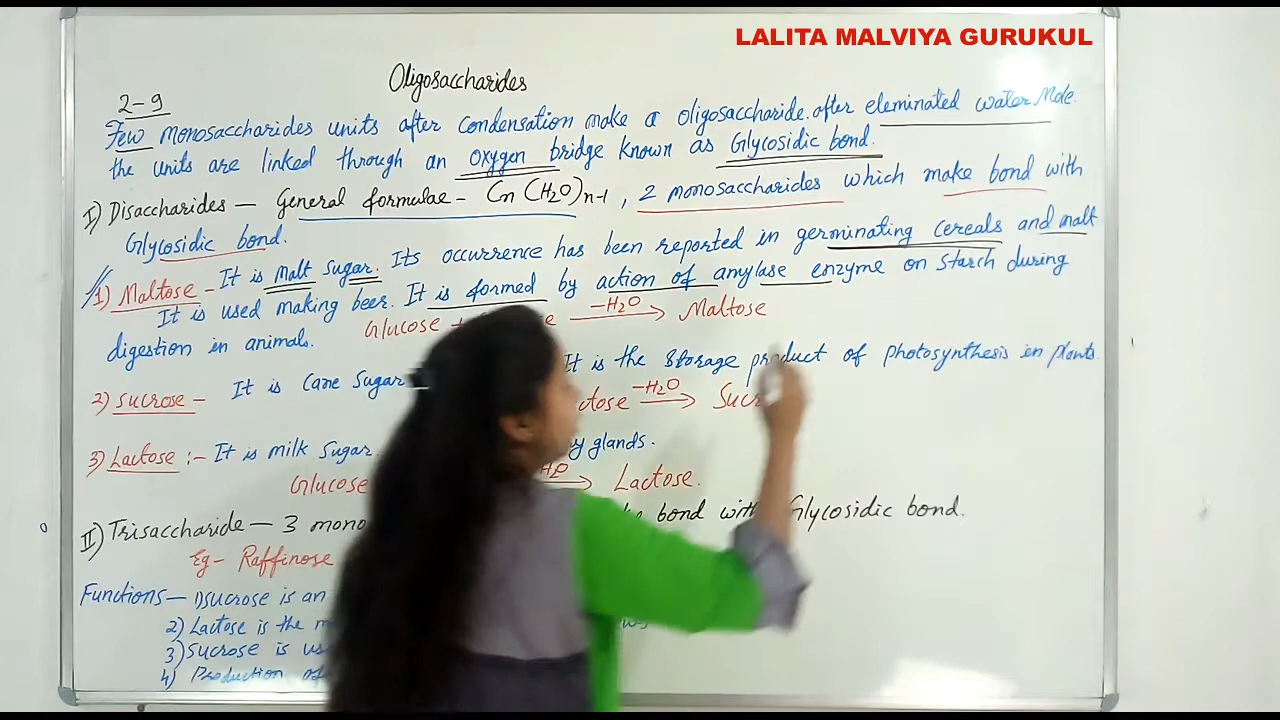 LALITA MALVIYA GURUKUL
Oligosaccharides
2-9
Few monosaccharides units after condensation make a oligosaccharide. after eleminated water Mole.
the units are linked through an oxygen bridge known as Glycosidic bond.
I) Disaccharides — General formulae - Cn (H2O)n-1, 2 monosaccharides which make bond with
Glycosidic bond.
1) Maltose - It is Malt Sugar. Its occurrence has been reported in germinating cereals and malt
It is used making beer. It is formed by action of amylase enzyme on starch during
digestion in animals. Glucose + —H2O → Maltose
2) Sucrose - It is Cane Sugar It is the storage product of photosynthesis in plants.
-H2O →
3) Lactose :- It is milk Sugar. glands.
Glucose → Lactose.
II) Trisaccharide — 3 bond Glycosidic bond.
Eg- Raffinose
Functions — 1) Sucrose is an
2) Lactose is the
3) Sucrose is
4) Production of